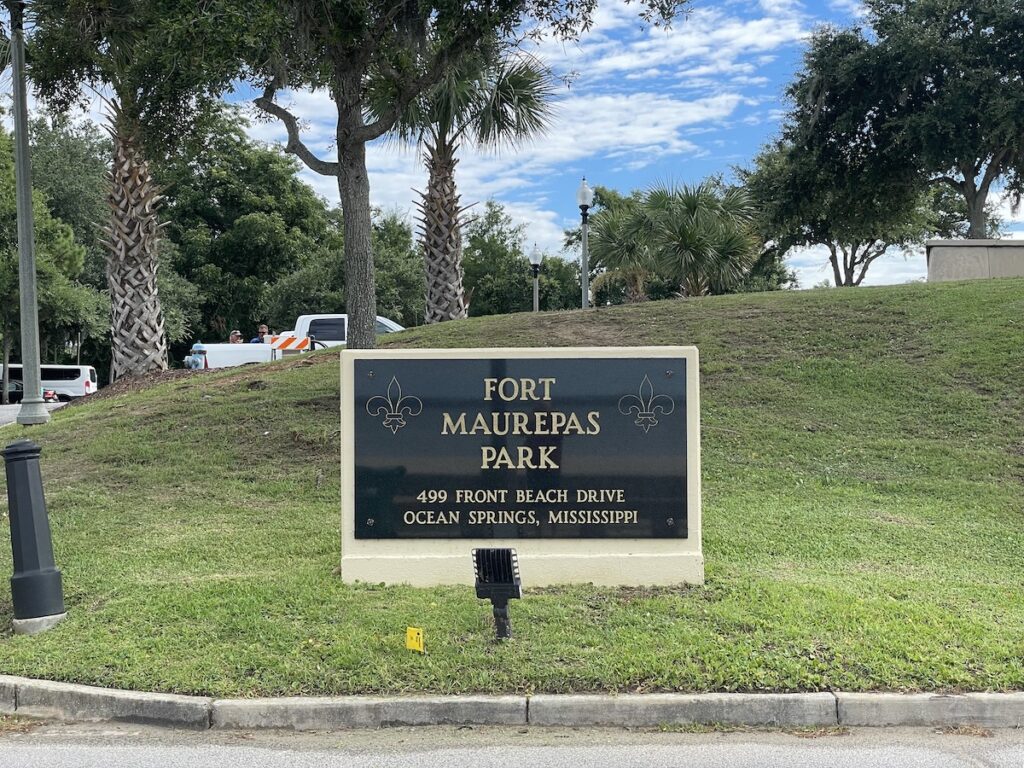 FORT
MAUREPAS
PARK
499 FRONT BEACH DRIVE
OCEAN SPRINGS, MISSISSIPPI